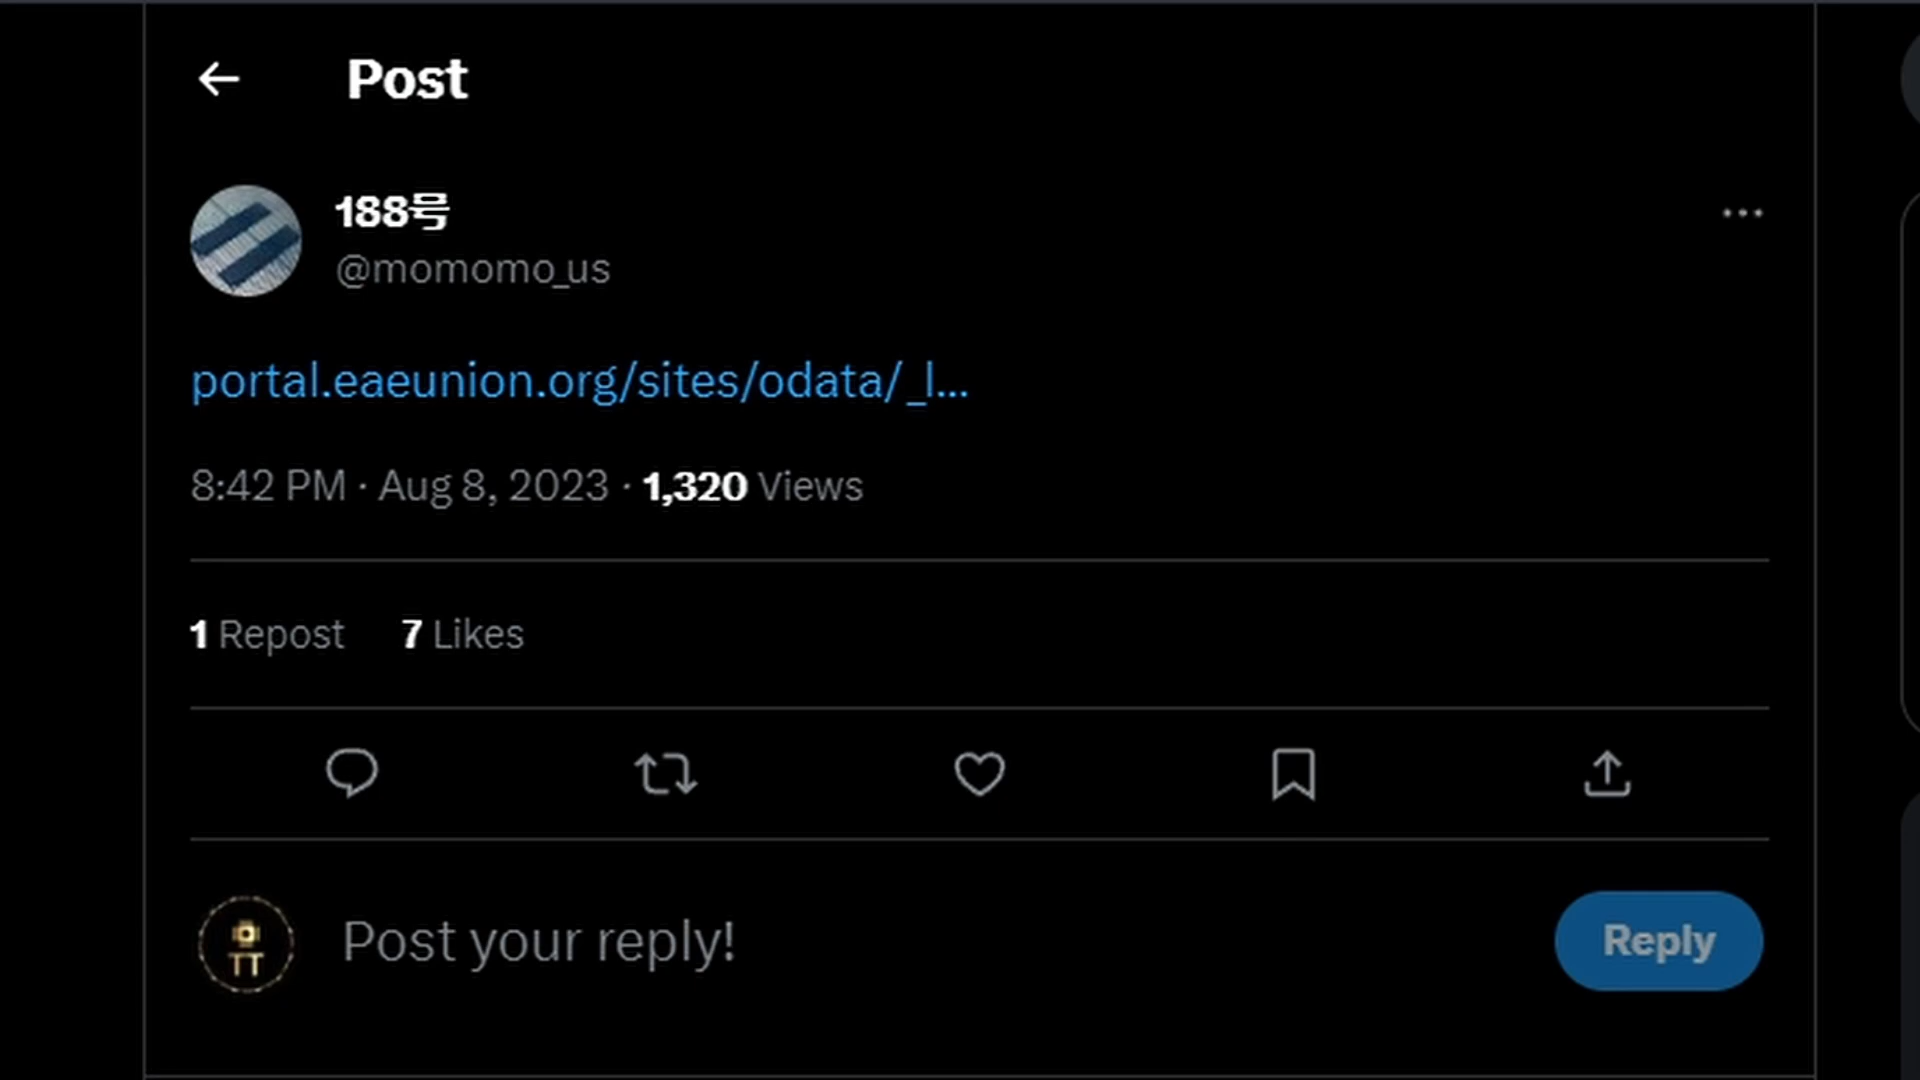 Post
188号
@momomo_us
portal.eaeunion.org/sites/odata/_l...
8:42 PM · Aug 8, 2023 · 1,320 Views
1 Repost 7 Likes
Post your reply!
Reply